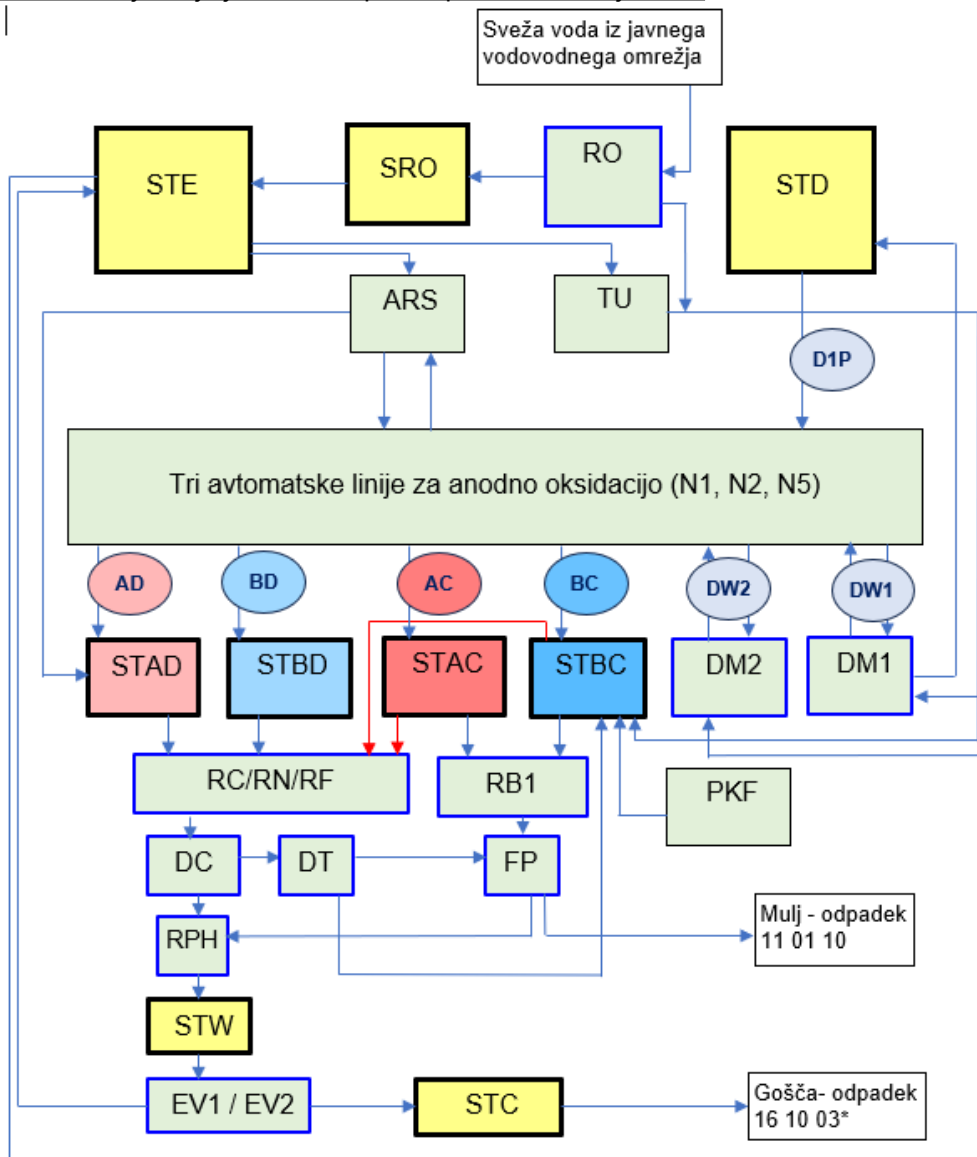 Sveža voda iz javnega
vodovodnega omrežja
STE
SRO
RO
STD
ARS
TU
D1P
Tri avtomatske linije za anodno oksidacijo (N1, N2, N5)
AD
BD
AC
BC
DW2
DW1
STAD
STBD
STAC
STBC
DM2
DM1
RC/RN/RF
RB1
PKF
DC
DT
FP
Mulj - odpadek
11 01 10
RPH
STW
EV1 / EV2
STC
Gošča- odpadek
16 10 03*